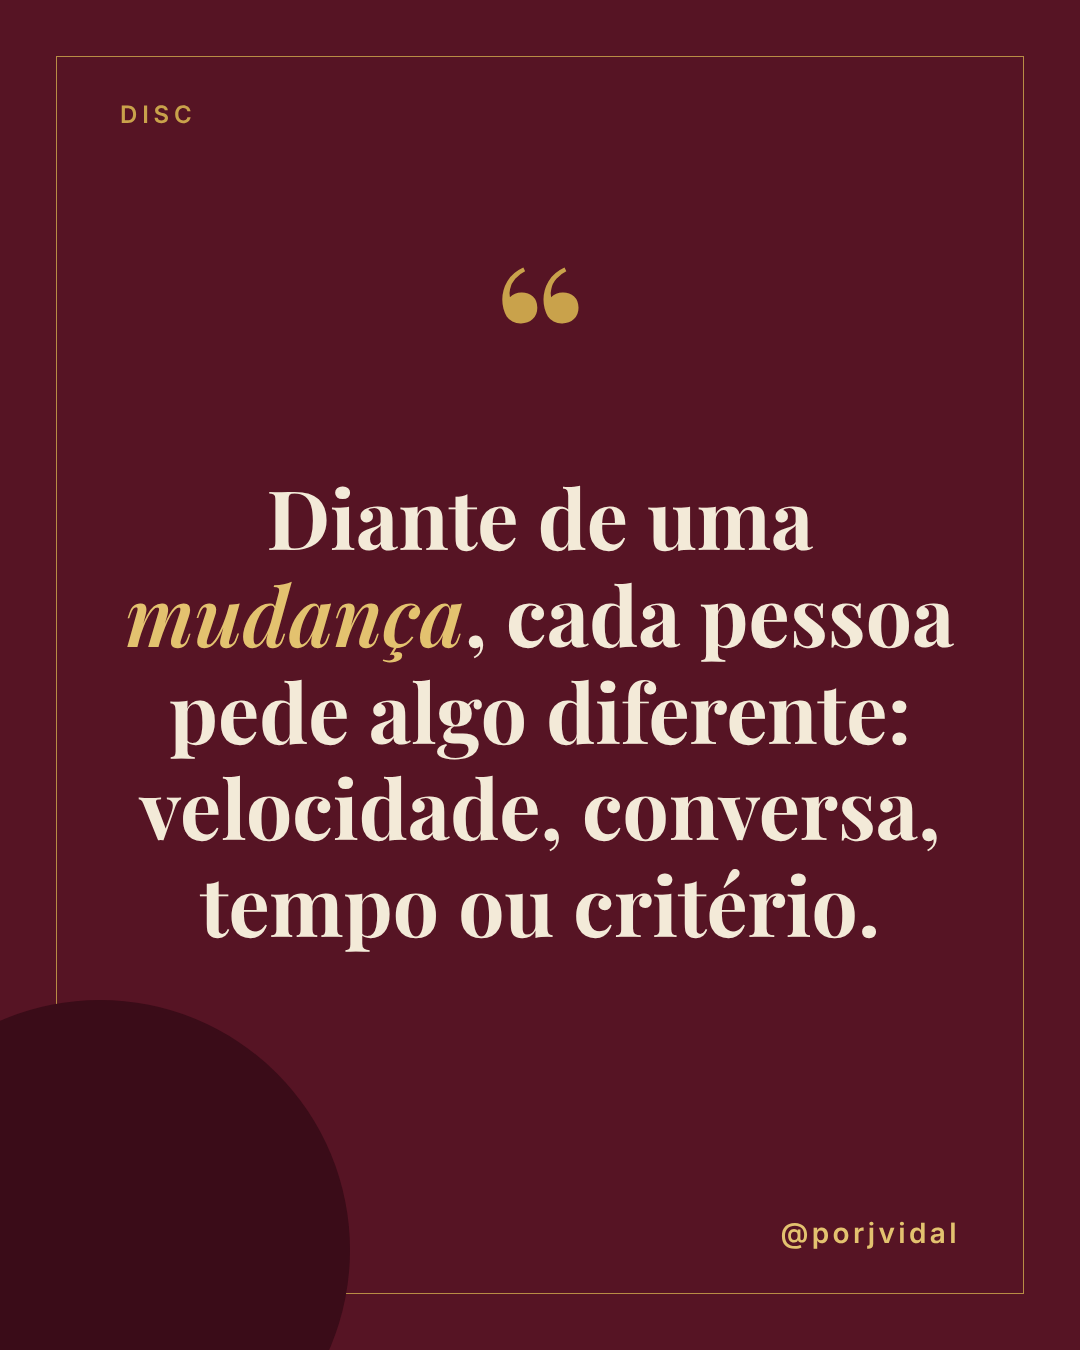 DISC
“
Diante de uma
mudança, cada pessoa
pede algo diferente:
velocidade, conversa,
tempo ou critério.
@porjvidal